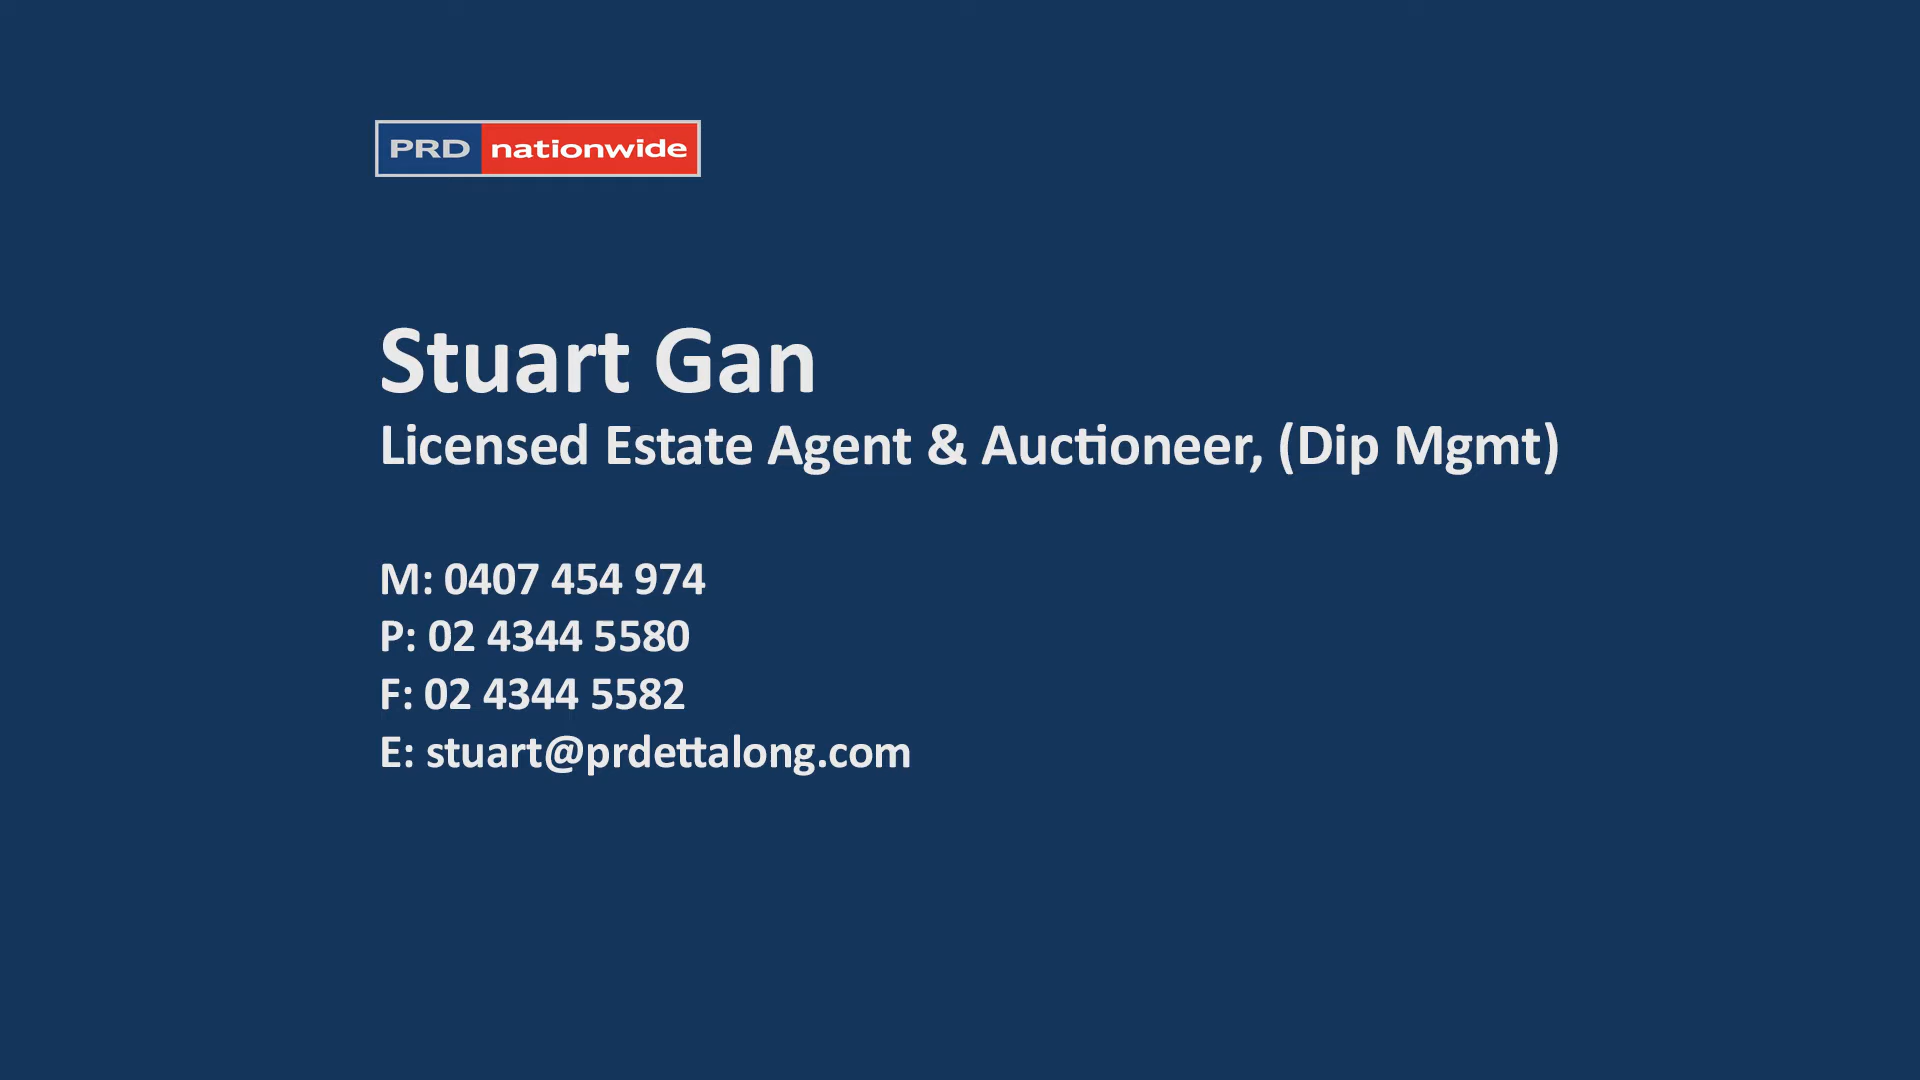 PRD nationwide
Stuart Gan
Licensed Estate Agent & Auctioneer, (Dip Mgmt)
M: 0407 454 974
P: 02 4344 5580
F: 02 4344 5582
E: stuart@prdettalong.com